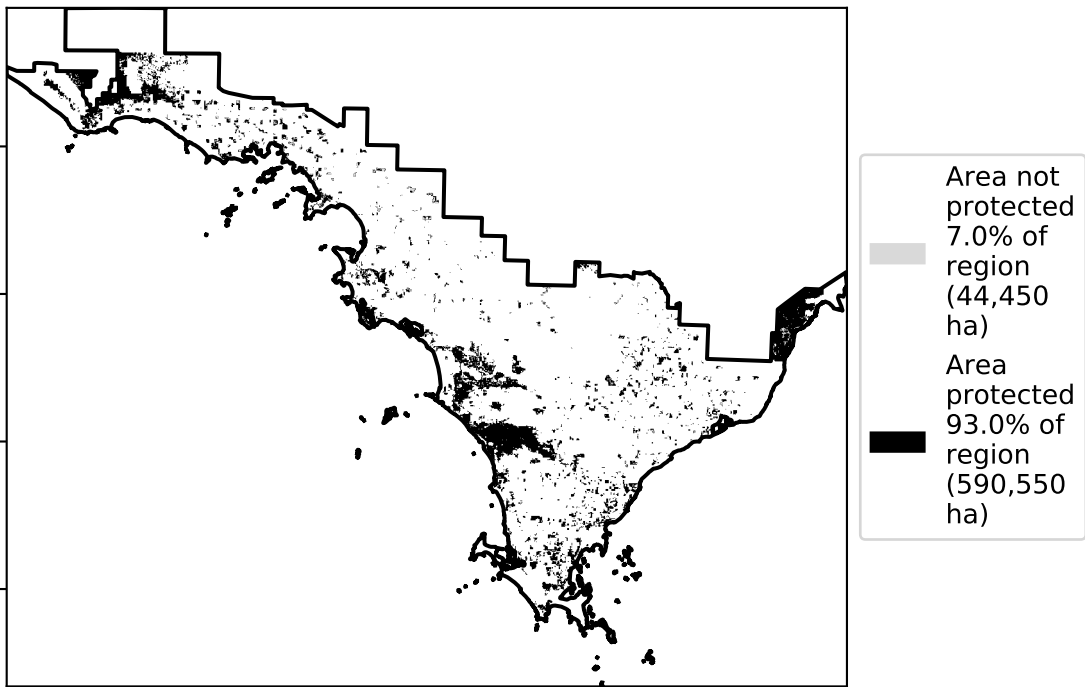 Area not
protected
7.0% of
region
(44,450
ha)
Area
protected
93.0% of
region
(590,550
ha)